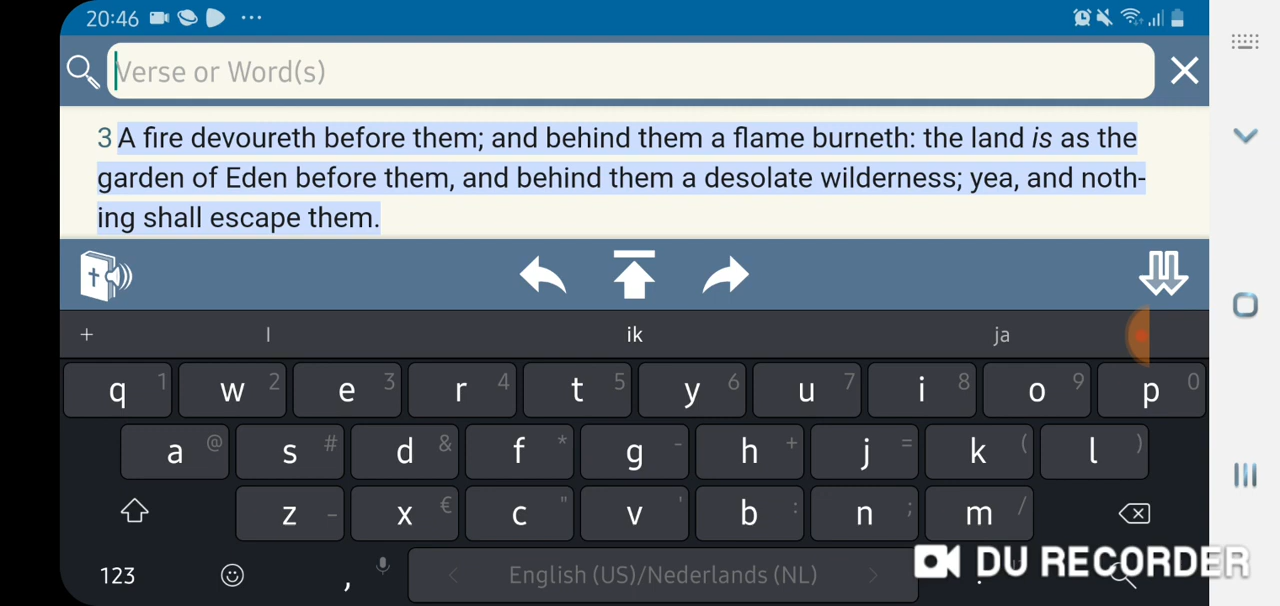 20:46
Verse or Word(s)
3 A fire devoureth before them; and behind them a flame burneth: the land is as the
garden of Eden before them, and behind them a desolate wilderness; yea, and noth-
ing shall escape them.
+ I ik ja
q 1 w 2 e 3 r 4 t 5 y 6 u 7 i 8 o 9 p 0
a @ s # d & f * g - h + j = k ( l )
z _ x € c " v ' b : n ; m /
123 , < English (US)/Nederlands (NL) > .
DU RECORDER